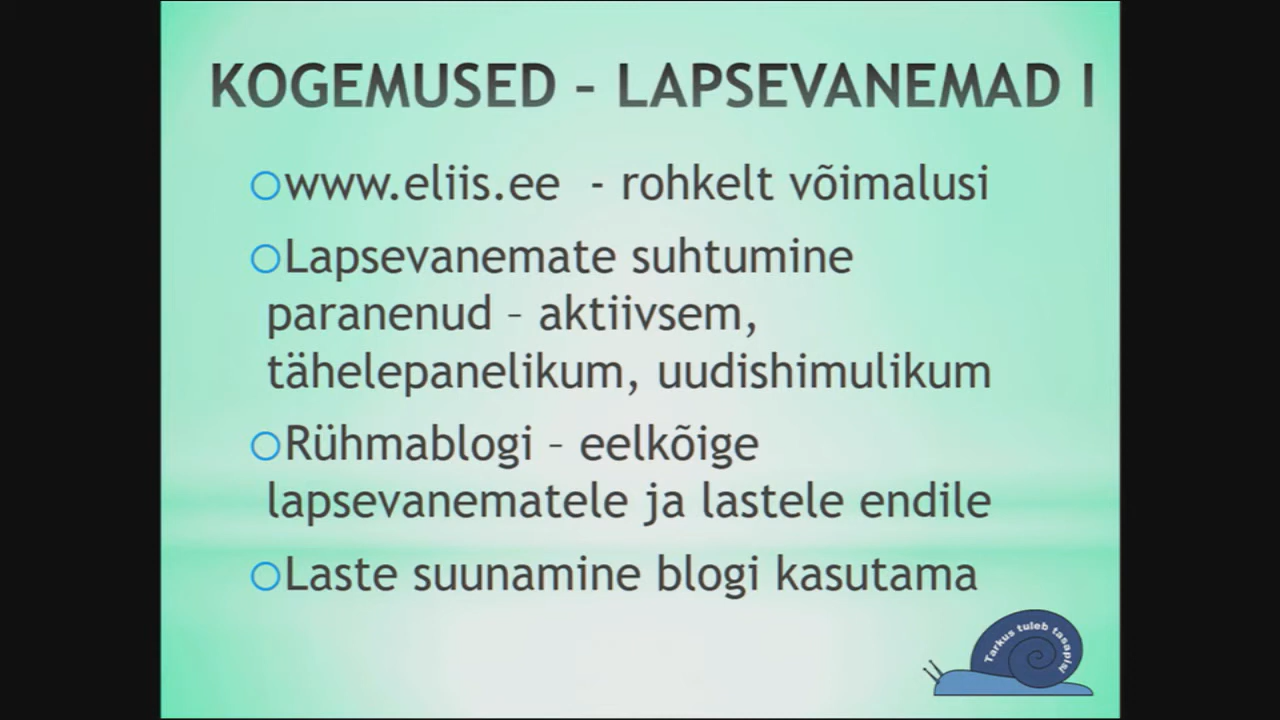 KOGEMUSED – LAPSEVANEMAD I
www.eliis.ee - rohkelt võimalusi
Lapsevanemate suhtumine
paranenud – aktiivsem,
tähelepanelikum, uudishimulikum
Rühmablogi – eelkõige
lapsevanematele ja lastele endile
Laste suunamine blogi kasutama
Tarkus tuleb tasapisi